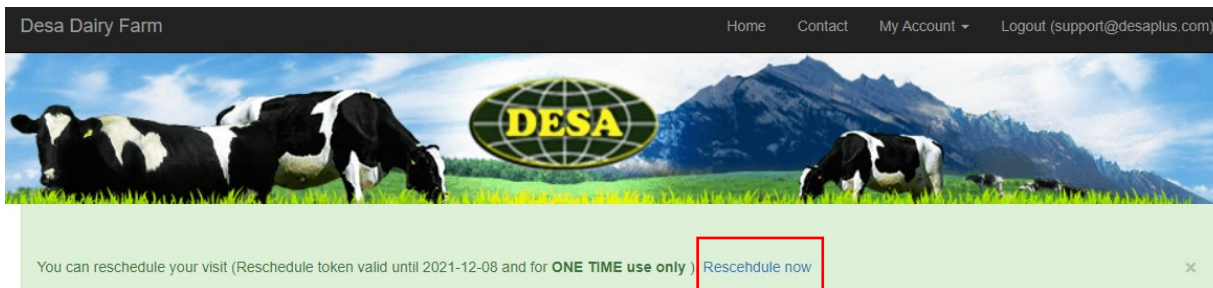 Desa Dairy Farm Home Contact My Account Logout (support@desaplus.com)
DESA
You can reschedule your visit (Reschedule token valid until 2021-12-08 and for ONE TIME use only ) Rescehdule now ×